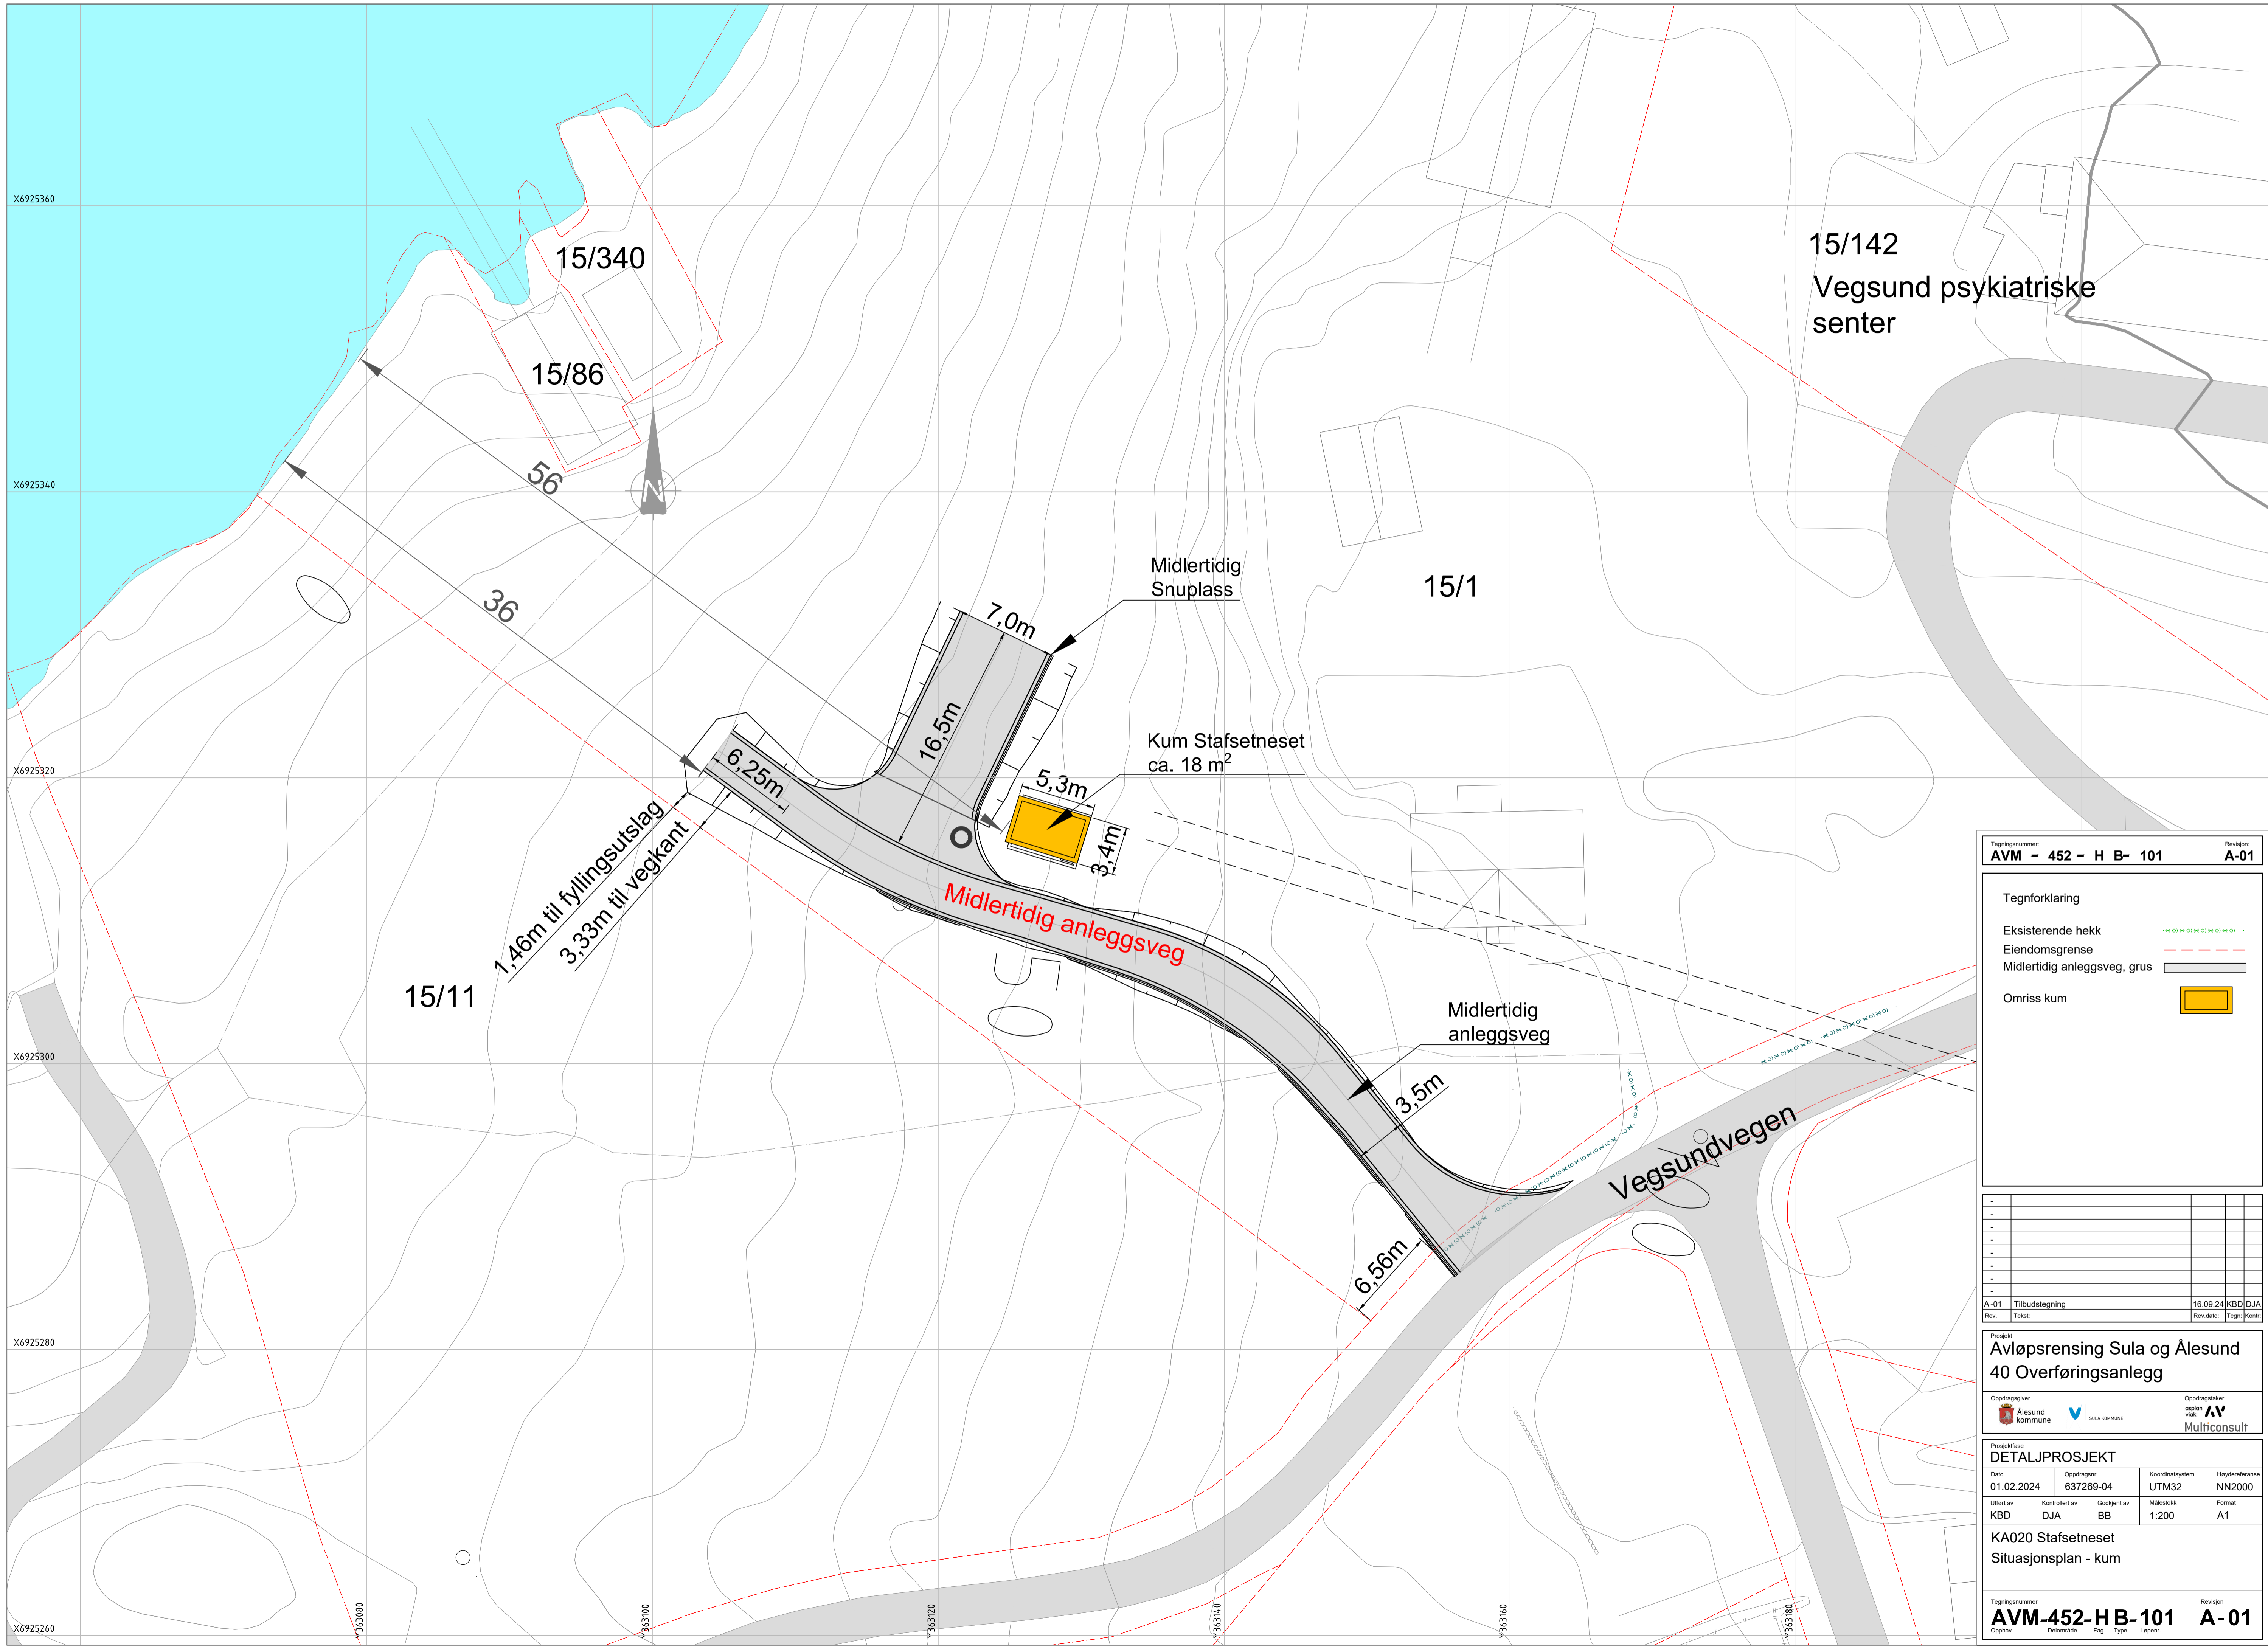 X6925360
X6925340
X6925320
X6925300
X6925280
X6925260
Y363080
Y363100
Y363120
Y363140
Y363160
Y363180
15/340
15/86
15/142
Vegsund psykiatriske
senter
56
36
N
Midlertidig
Snuplass
15/1
7,0m
16,5m
6,25m
Kum Stafsetneset
ca. 18 m²
5,3m
3,4m
1,46m til fyllingsutslag
3,33m til vegkant
Midlertidig anleggsveg
15/11
Midlertidig
anleggsveg
3,5m
6,56m
Vegsundvegen
Tegningsnummer: Revisjon:
AVM - 452 - H B- 101 A-01
Tegnforklaring
Eksisterende hekk
Eiendomsgrense
Midlertidig anleggsveg, grus
Omriss kum
-
-
-
-
-
-
-
-
A-01 Tilbudstegning 16.09.24 KBD DJA
Rev. Tekst: Rev.dato: Tegn: Kontr:
Prosjekt
Avløpsrensing Sula og Ålesund
40 Overføringsanlegg
Oppdragsgiver Oppdragstaker
Ålesund
kommune
SULA KOMMUNE
asplan
viak
Multiconsult
Prosjektfase
DETALJPROSJEKT
Dato Oppdragsnr Koordinatsystem Høydereferanse
01.02.2024 637269-04 UTM32 NN2000
Utført av Kontrollert av Godkjent av Målestokk Format
KBD DJA BB 1:200 A1
KA020 Stafsetneset
Situasjonsplan - kum
Tegningsnummer Revisjon
AVM-452-H B-101 A-01
Opphav Delområde Fag Type Løpenr.